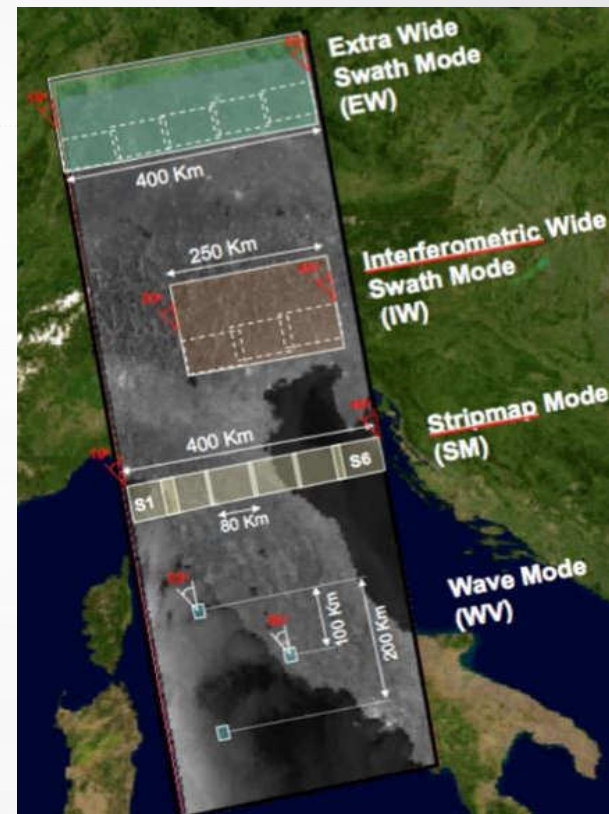 Extra Wide
Swath Mode
(EW)
400 Km
250 Km
Interferometric Wide
Swath Mode
(IW)
400 Km
Stripmap Mode
(SM)
S1
S6
80 Km
Wave Mode
(WV)
100 Km
200 Km